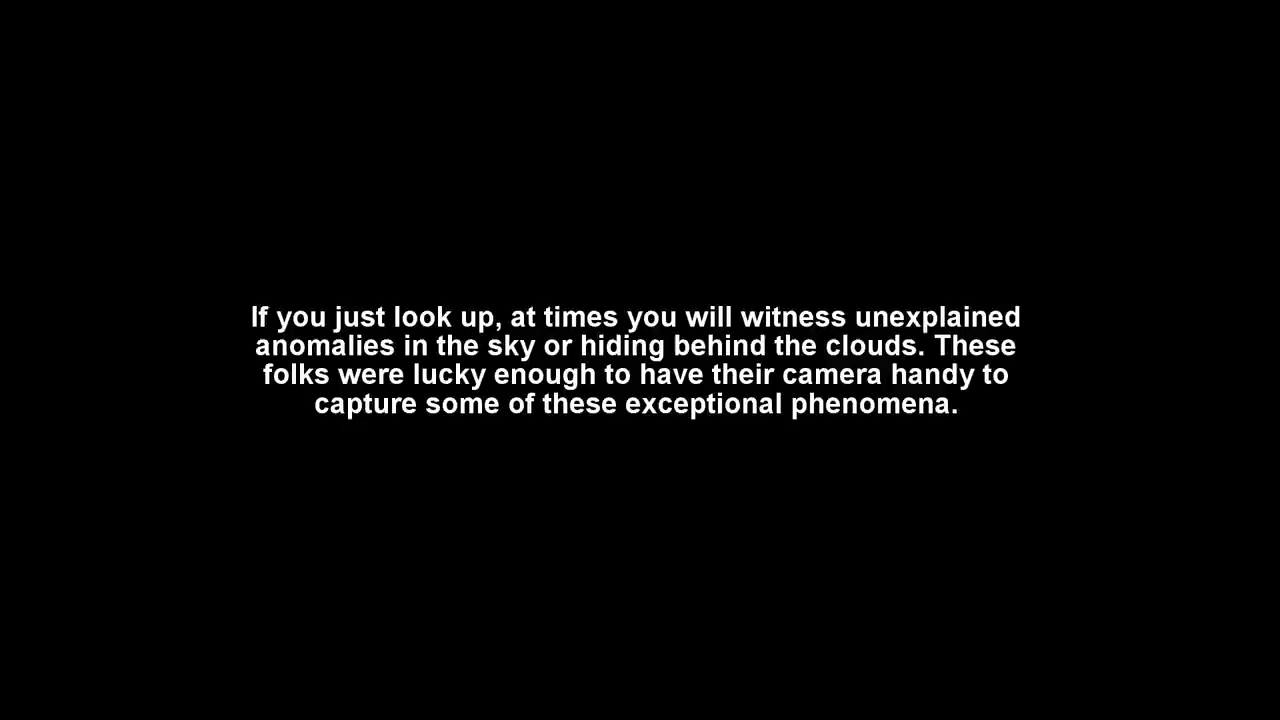 If you just look up, at times you will witness unexplained
anomalies in the sky or hiding behind the clouds. These
folks were lucky enough to have their camera handy to
capture some of these exceptional phenomena.